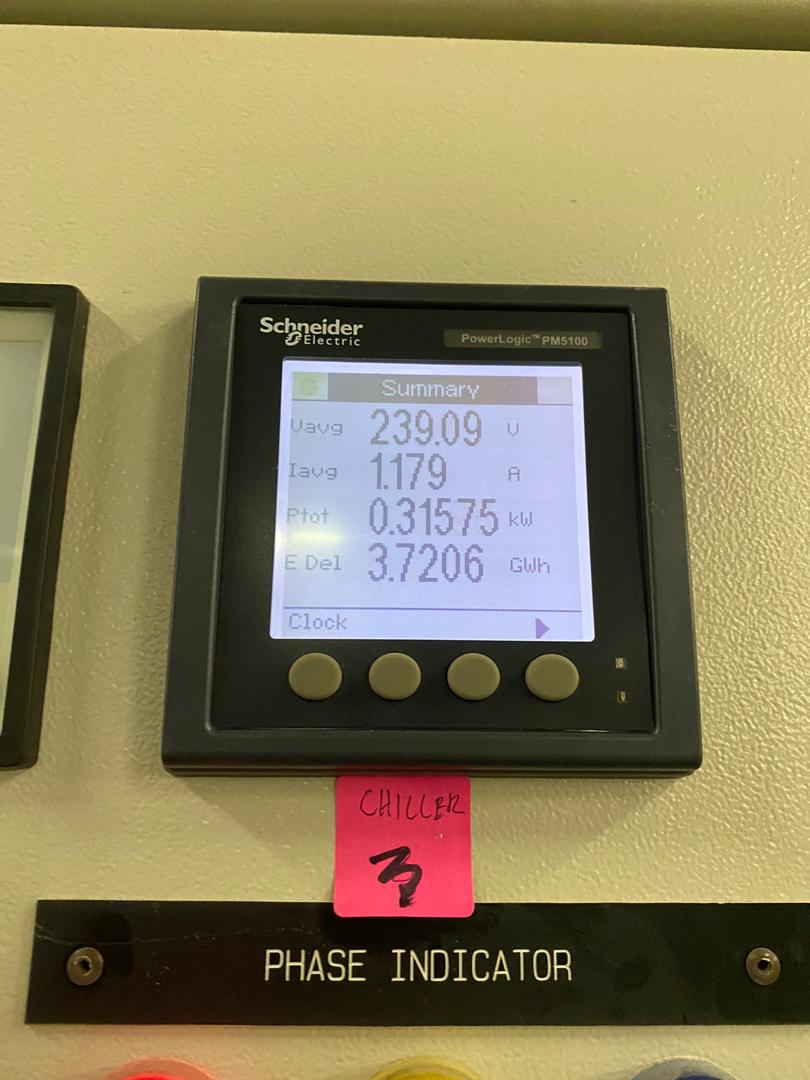 Schneider
Electric
PowerLogic™ PM5100
Summary
Vavg 239.09 V
Iavg 1.179 A
Ptot 0.31575 kW
E Del 3.7206 GWh
Clock
CHILLER
3
PHASE INDICATOR